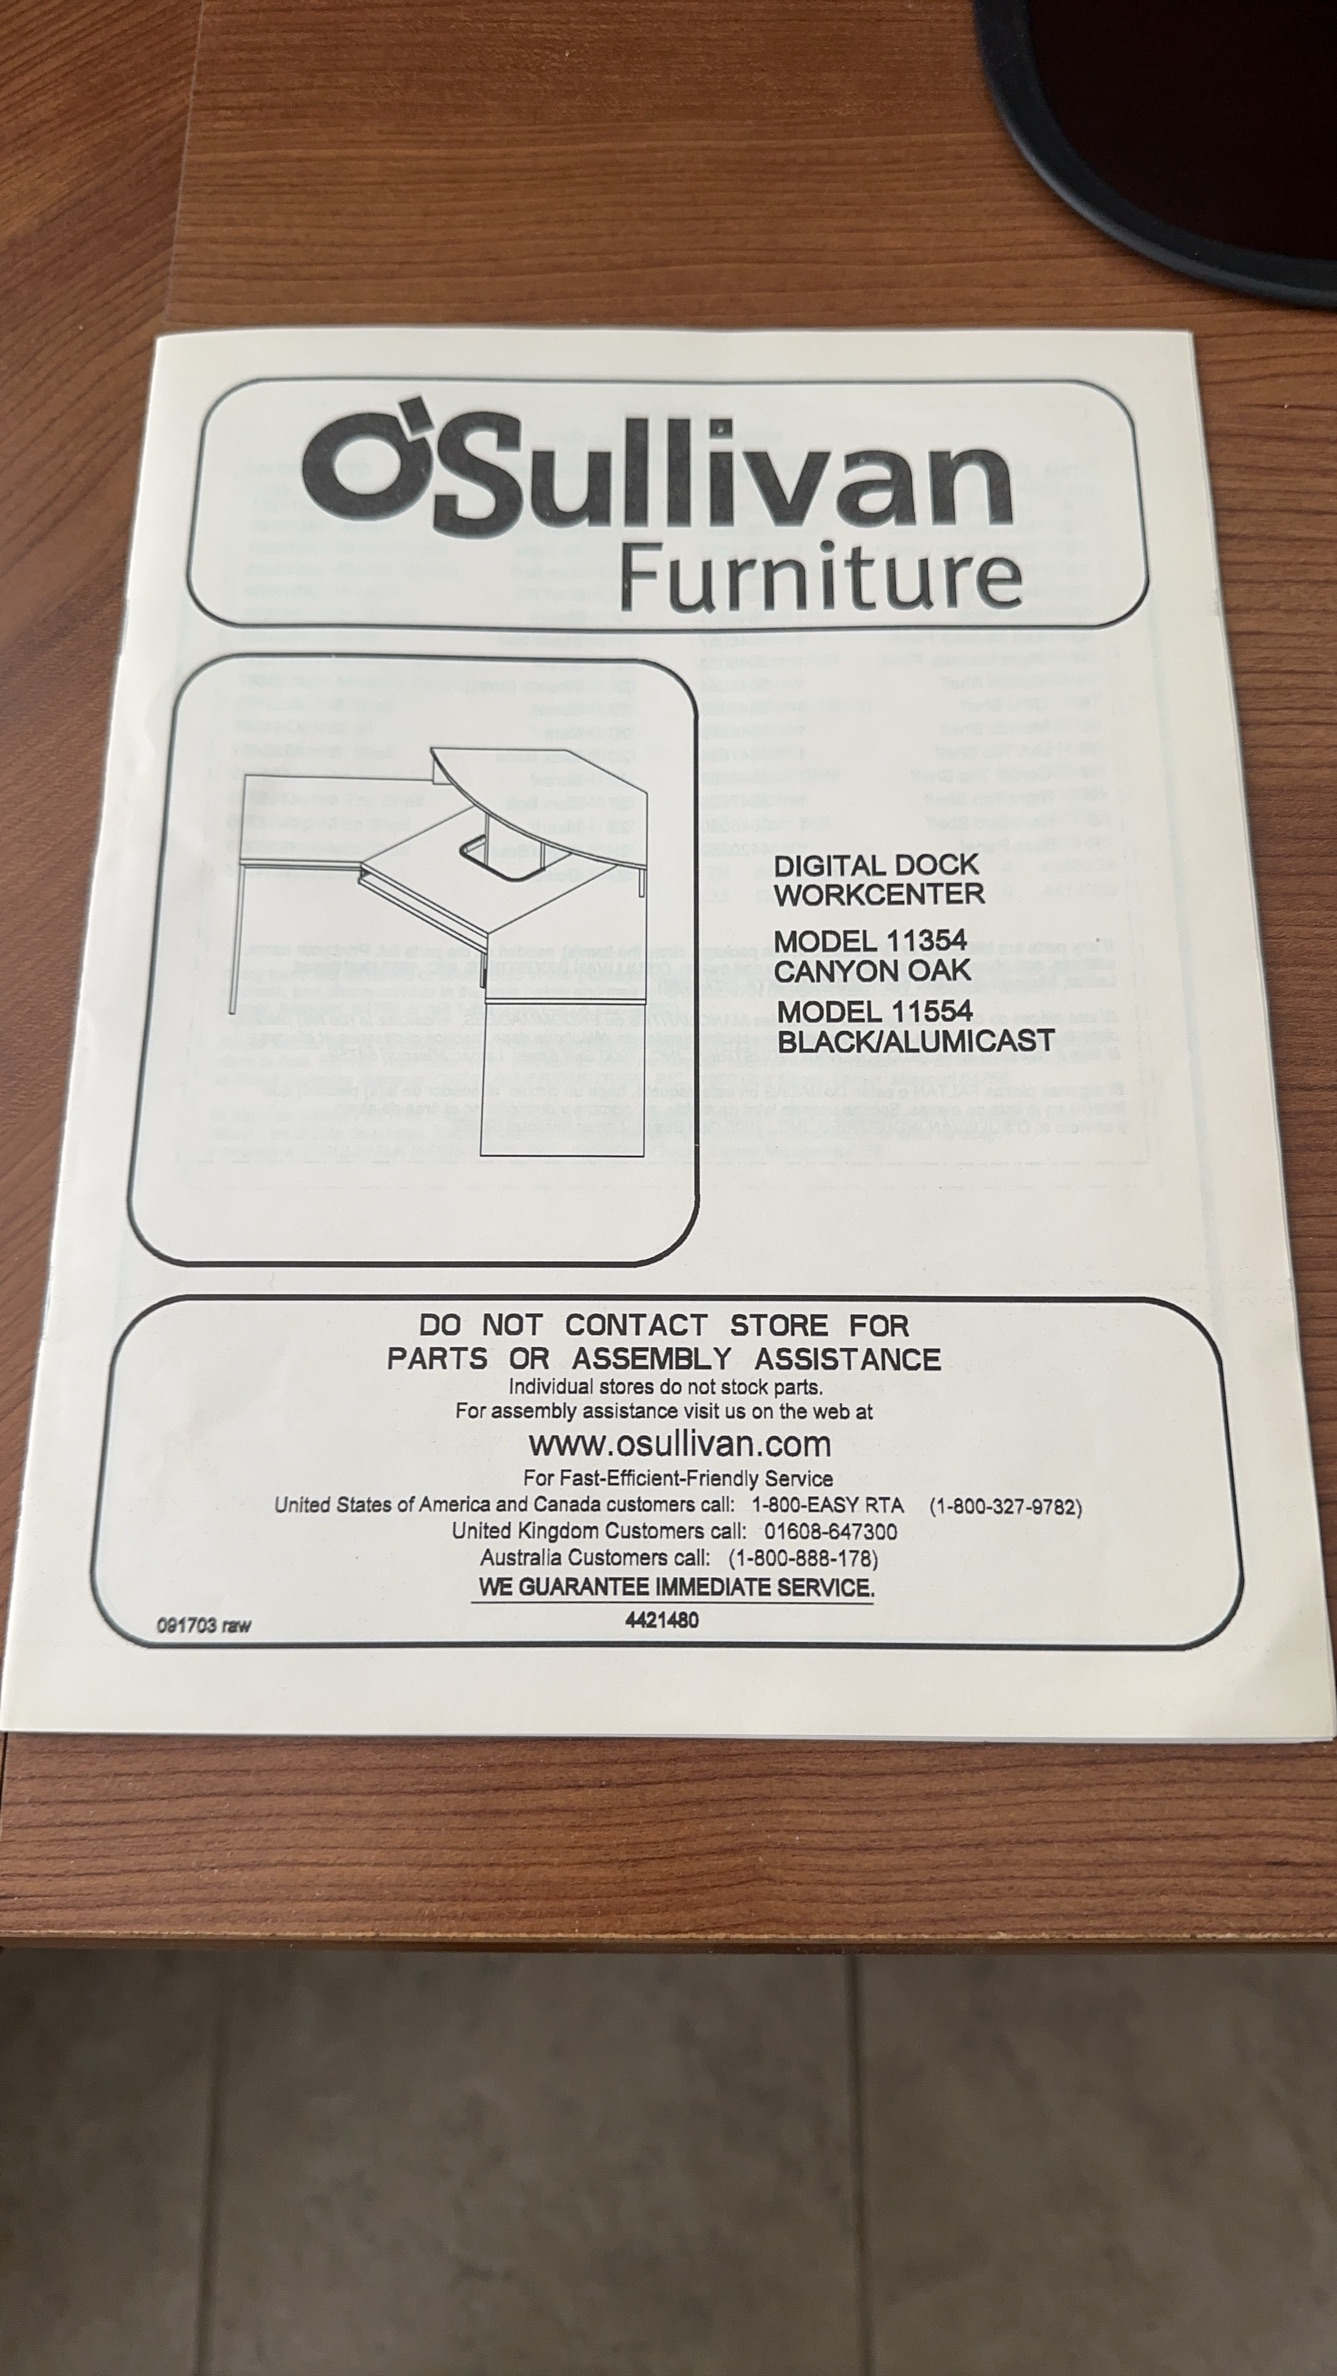 O'Sullivan
Furniture
DIGITAL DOCK
WORKCENTER
MODEL 11354
CANYON OAK
MODEL 11554
BLACK/ALUMICAST
DO NOT CONTACT STORE FOR
PARTS OR ASSEMBLY ASSISTANCE
Individual stores do not stock parts.
For assembly assistance visit us on the web at
www.osullivan.com
For Fast-Efficient-Friendly Service
United States of America and Canada customers call: 1-800-EASY RTA (1-800-327-9782)
United Kingdom Customers call: 01608-647300
Australia Customers call: (1-800-888-178)
WE GUARANTEE IMMEDIATE SERVICE.
091703 raw 4421480